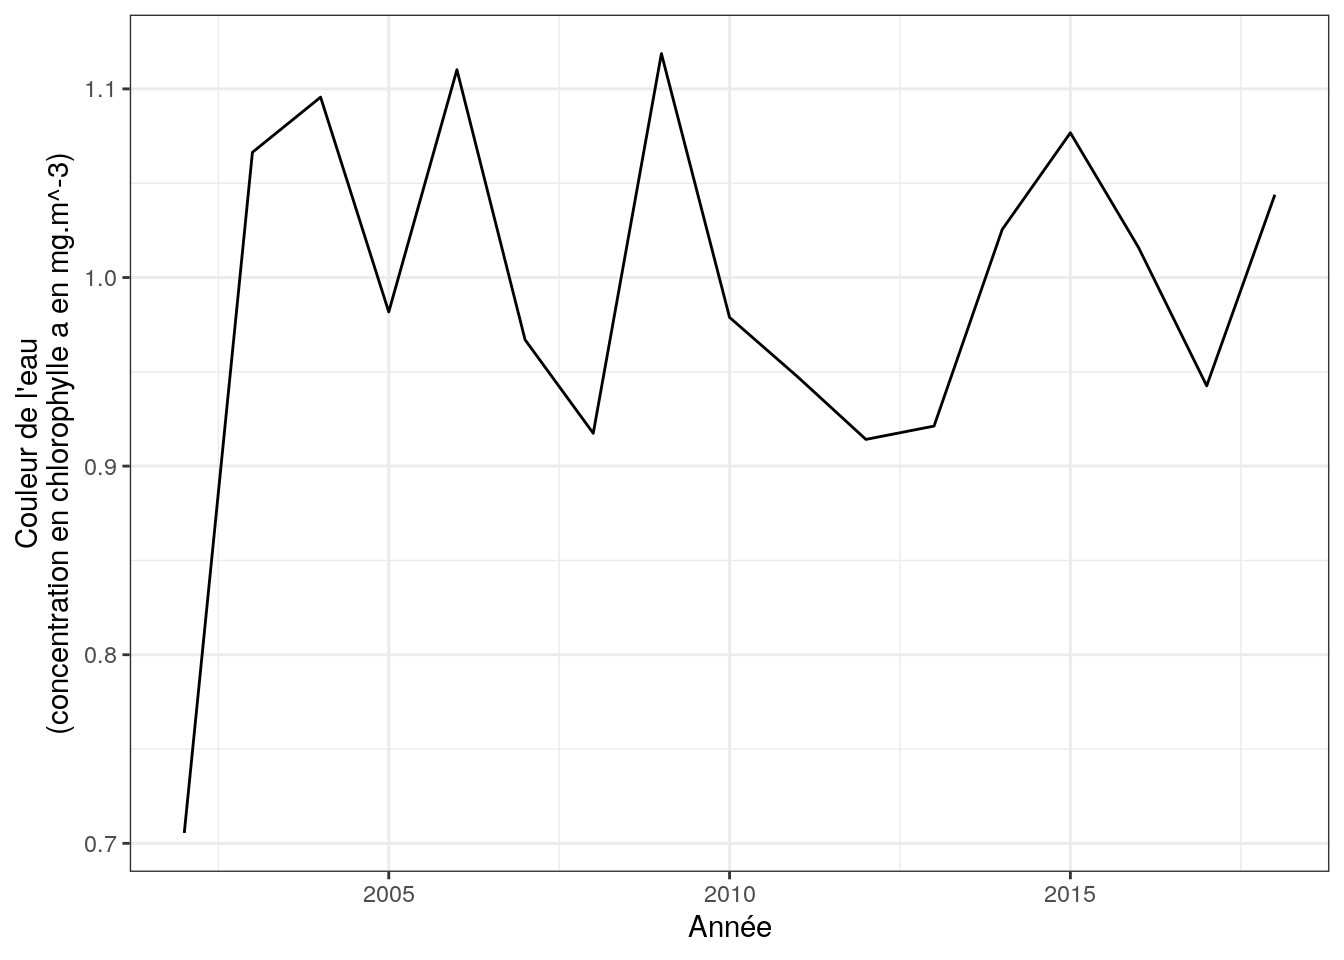 Couleur de l'eau
(concentration en chlorophylle a en mg.m^-3)
1.1
1.0
0.9
0.8
0.7
2005 2010 2015
Année